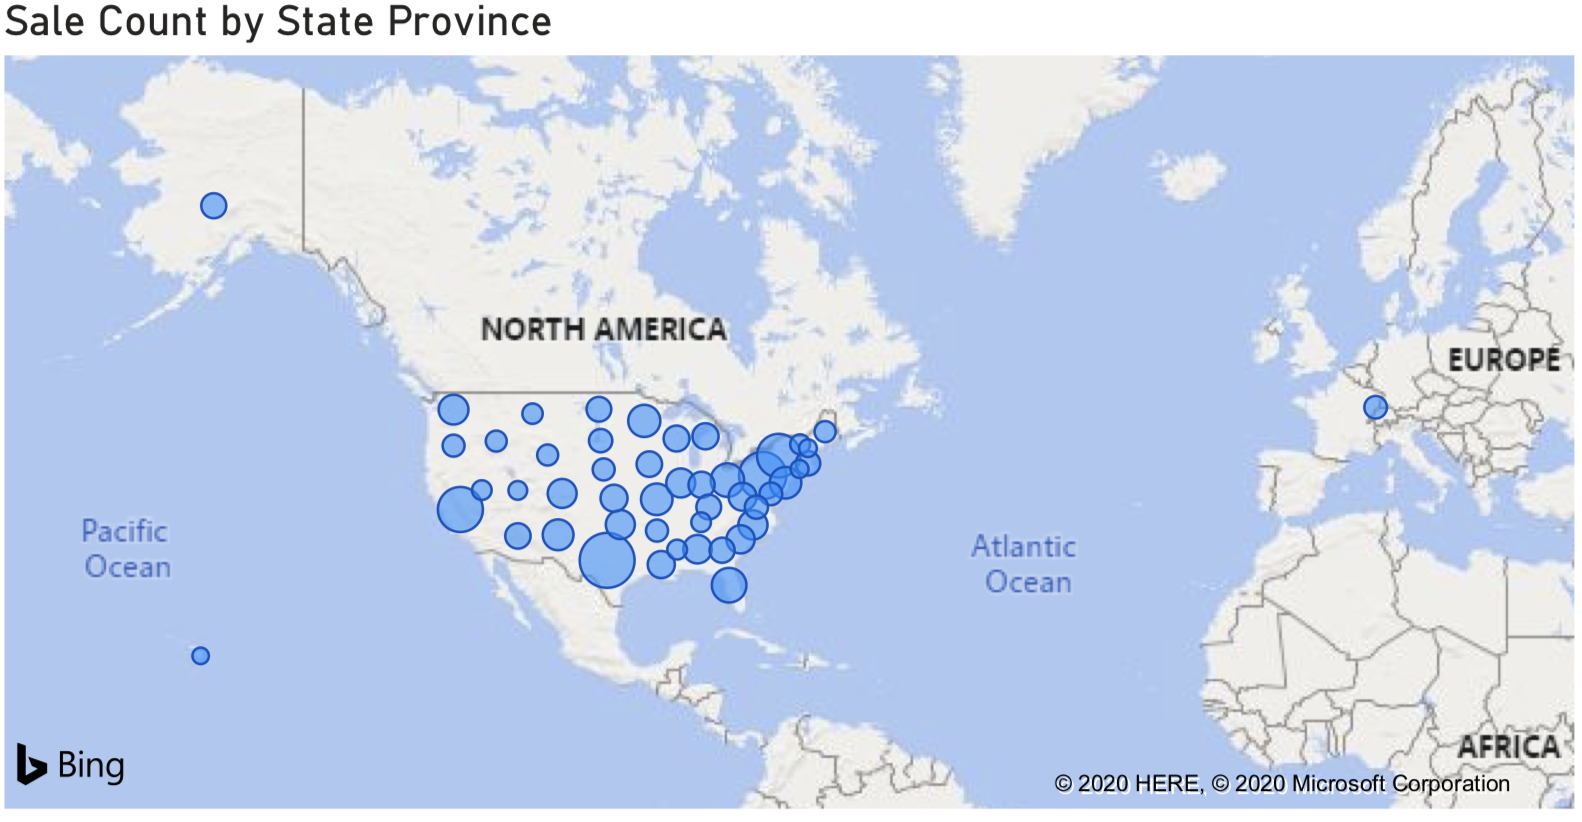 Sale Count by State Province
NORTH AMERICA
EUROPE
Pacific
Ocean
Atlantic
Ocean
AFRICA
Bing
© 2020 HERE, © 2020 Microsoft Corporation